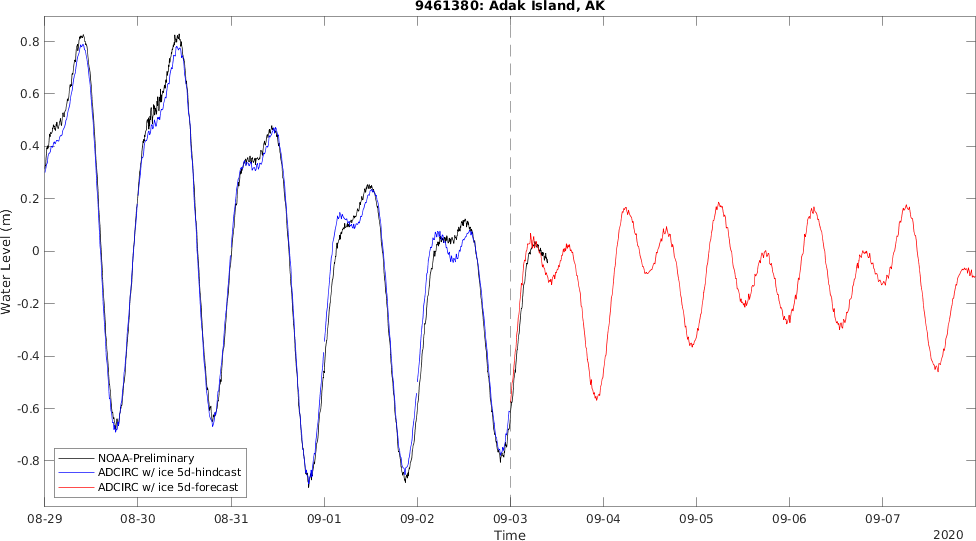 9461380: Adak Island, AK
0.8
0.6
0.4
0.2
0
-0.2
-0.4
-0.6
-0.8
Water Level (m)
NOAA-Preliminary
ADCIRC w/ ice 5d-hindcast
ADCIRC w/ ice 5d-forecast
08-29 08-30 08-31 09-01 09-02 09-03 09-04 09-05 09-06 09-07
Time
2020